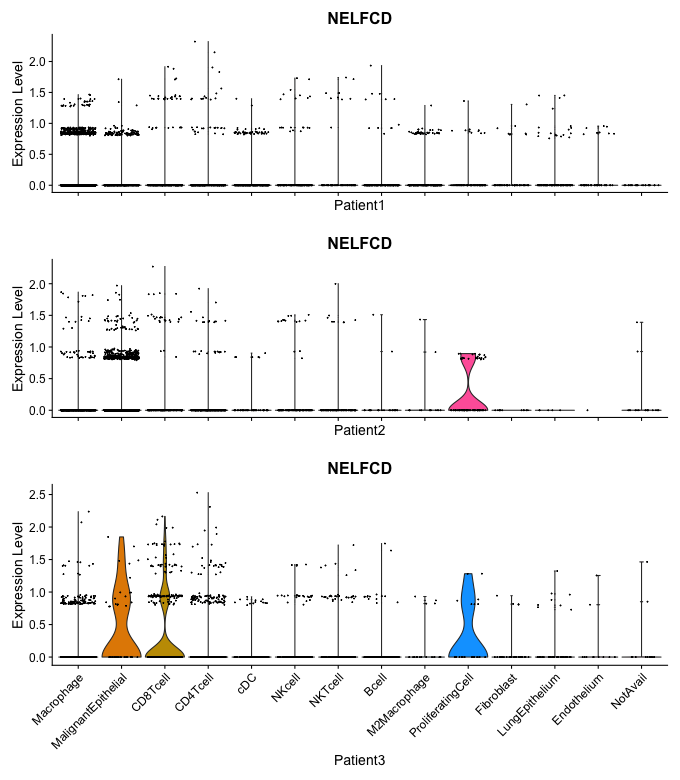 NELFCD
Expression Level
2.0
1.5
1.0
0.5
0.0
Patient1
NELFCD
Expression Level
2.0
1.5
1.0
0.5
0.0
Patient2
NELFCD
Expression Level
2.5
2.0
1.5
1.0
0.5
0.0
Macrophage
MalignantEpithelial
CD8Tcell
CD4Tcell
cDC
NKcell
NKTcell
Bcell
M2Macrophage
ProliferatingCell
Fibroblast
LungEpithelium
Endothelium
NotAvail
Patient3